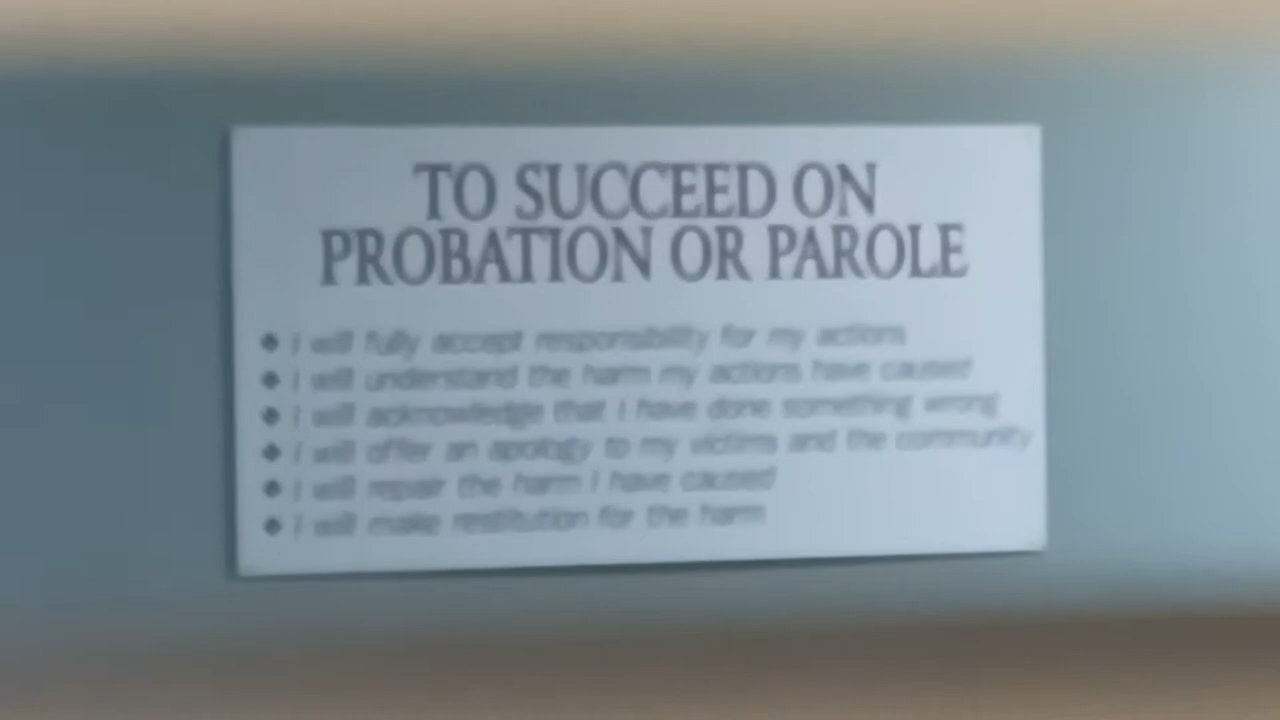 TO SUCCEED ON
PROBATION OR PAROLE
I will fully accept responsibility for my actions
I will understand the harm my actions have caused
I will acknowledge that I have done something wrong
I will offer an apology to my victims and the community
I will repair the harm I have caused
I will make restitution for the harm